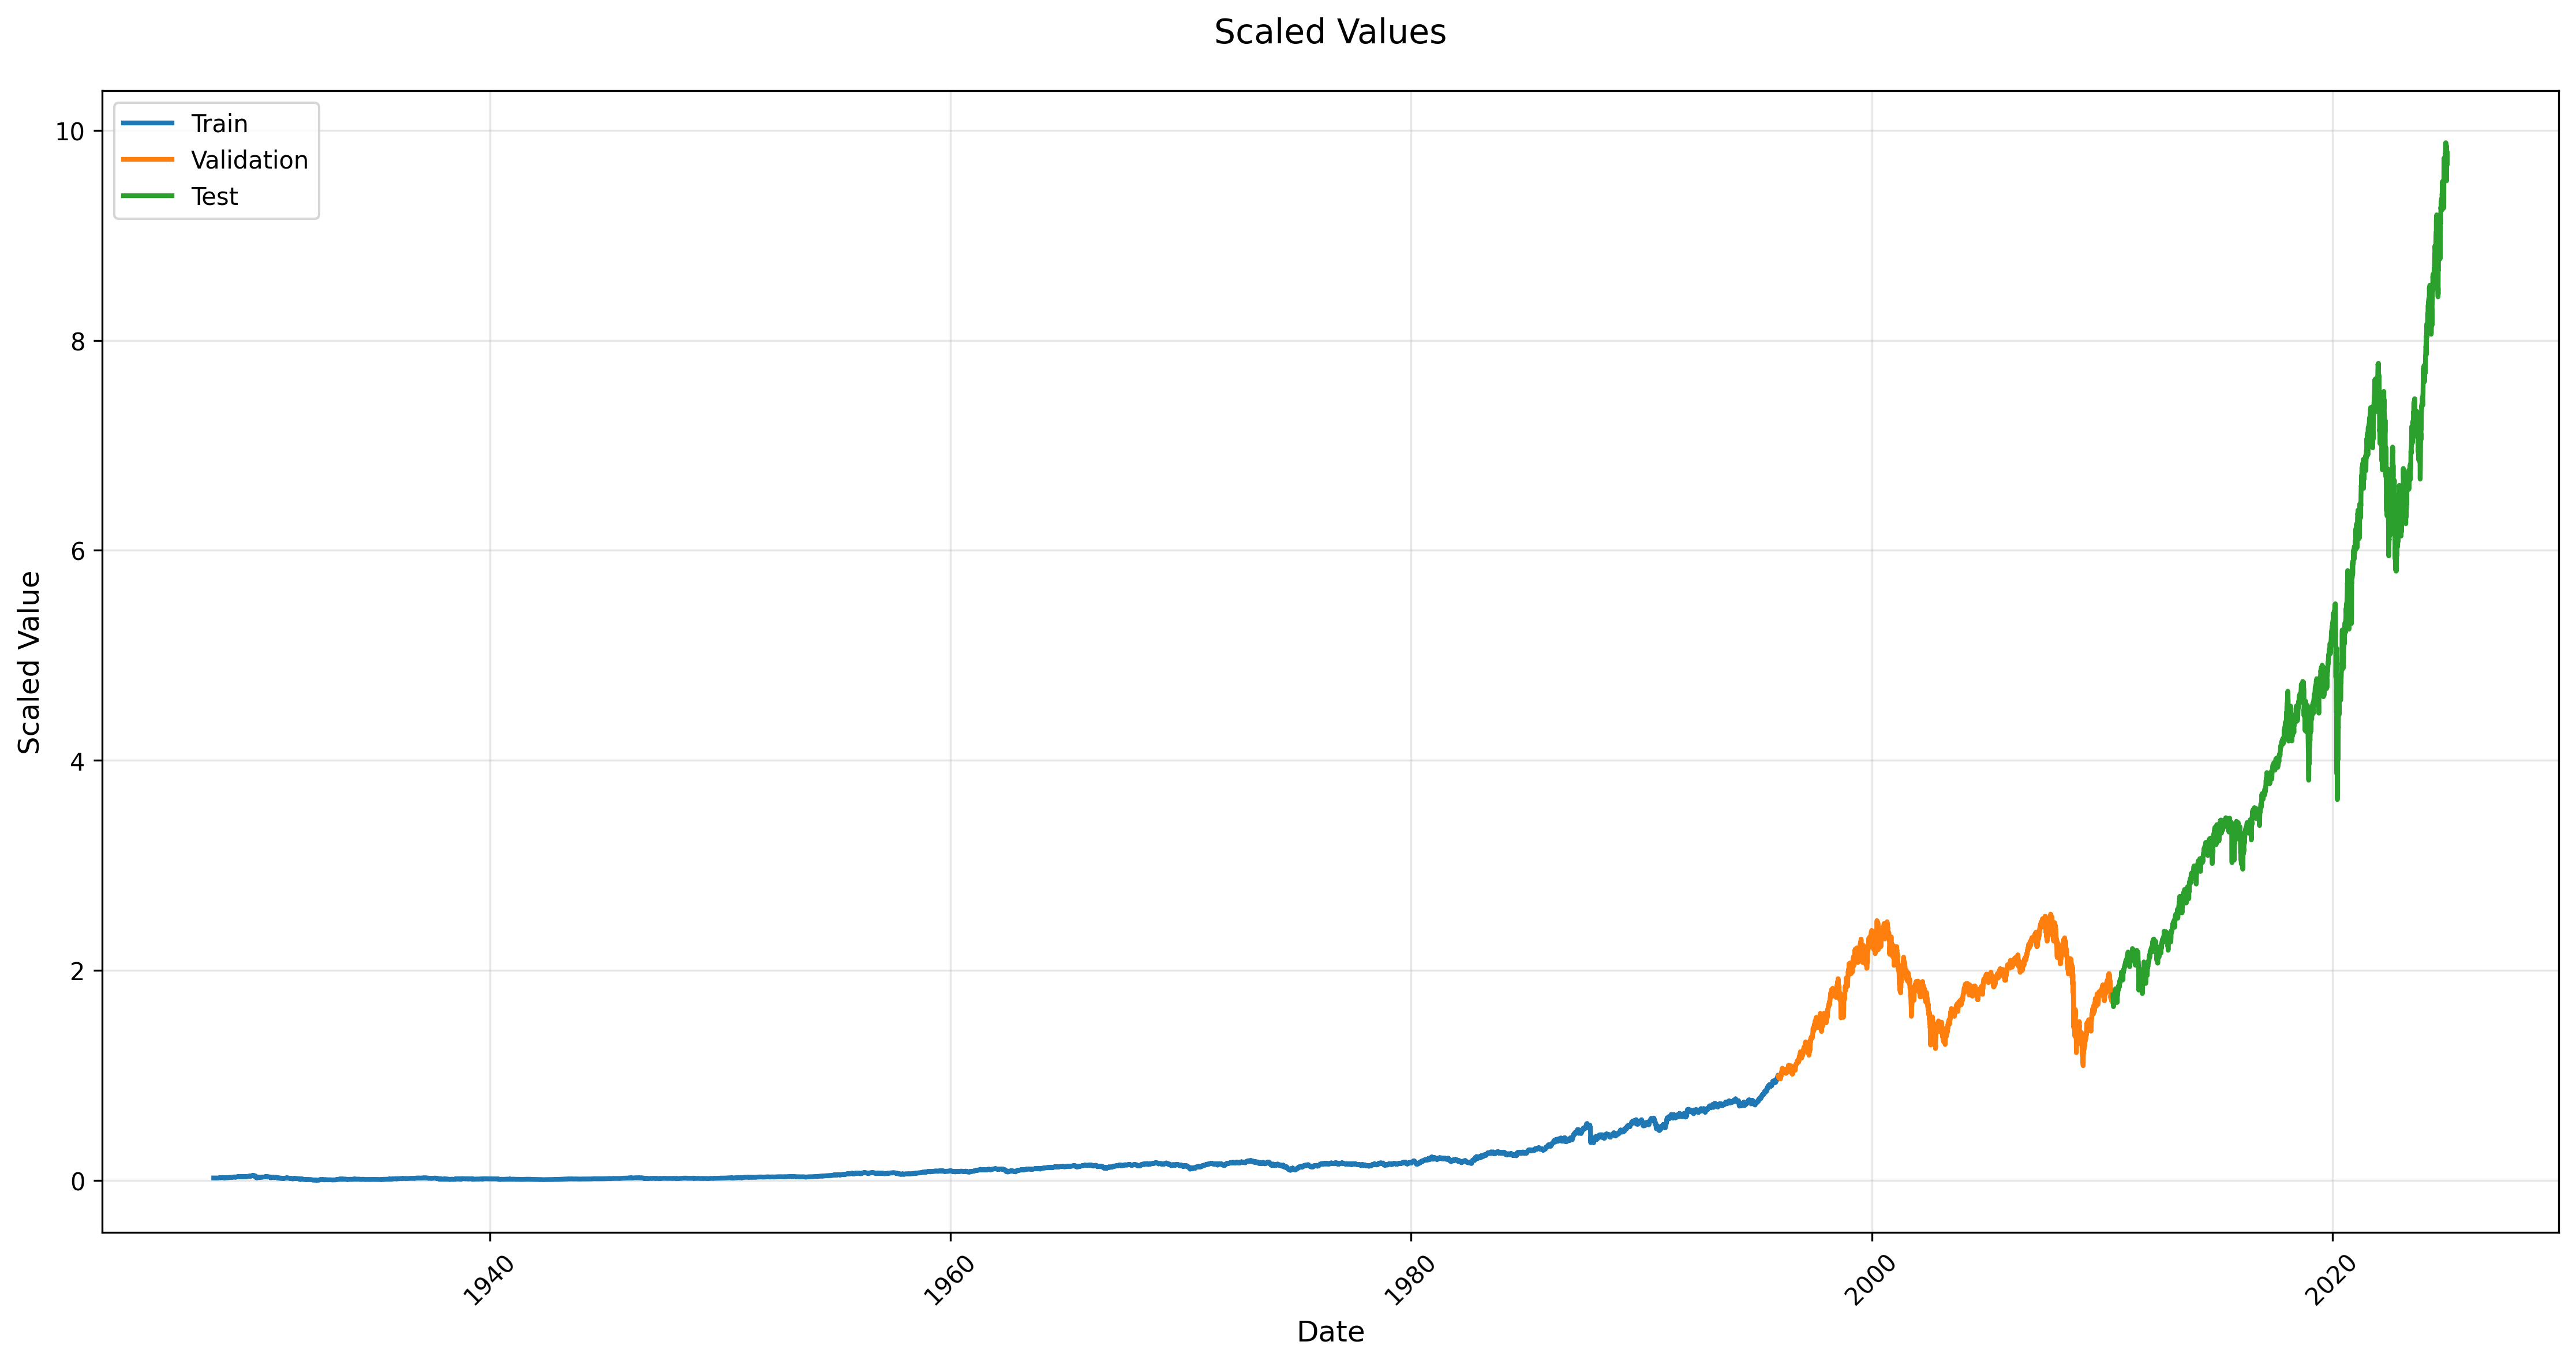 Scaled Values
Train
Validation
Test
10
8
6
4
2
0
Scaled Value
1940
1960
1980
2000
2020
Date